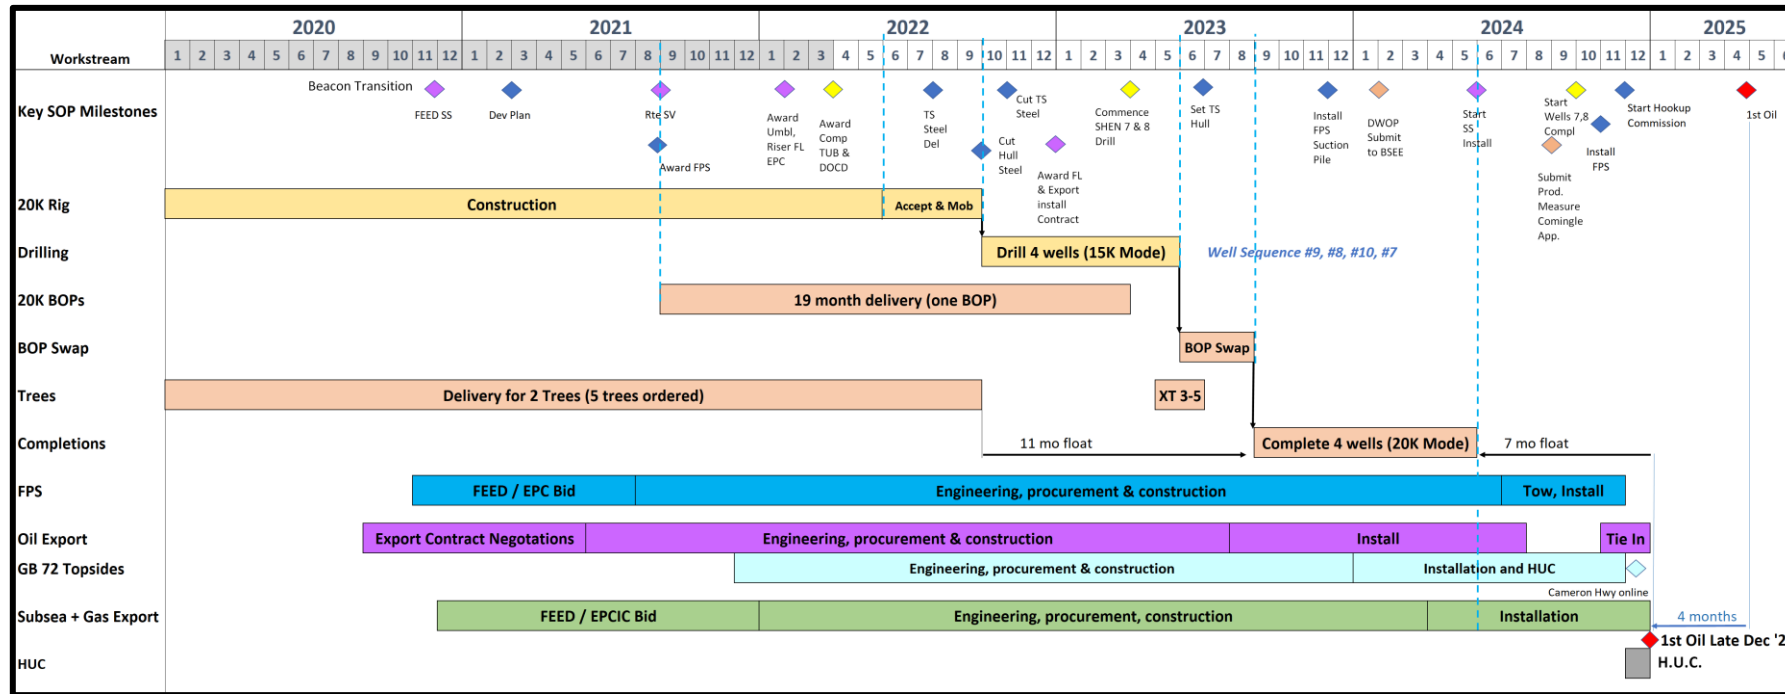 2020 2021 2022 2023 2024 2025
Workstream 1 2 3 4 5 6 7 8 9 10 11 12 1 2 3 4 5 6 7 8 9 10 11 12 1 2 3 4 5 6 7 8 9 10 11 12 1 2 3 4 5 6 7 8 9 10 11 12 1 2 3 4 5 6 7 8 9 10 11 12 1 2 3 4 5 6
Key SOP Milestones
Beacon Transition
FEED SS
Dev Plan
Rte SV
Award FPS
Award
Umbl,
Riser FL
EPC
Award
Comp
TUB &
DOCD
TS
Steel
Del
Cut TS
Steel
Cut
Hull
Steel
Award FL
& Export
install
Contract
Commence
SHEN 7 & 8
Drill
Set TS
Hull
Install
FPS
Suction
Pile
DWOP
Submit
to BSEE
Start
SS
Install
Start
Wells 7,8
Compl
Submit
Prod.
Measure
Comingle
App.
Install
FPS
Start Hookup
Commission
1st Oil
20K Rig
Construction
Accept & Mob
Drilling
Drill 4 wells (15K Mode)
Well Sequence #9, #8, #10, #7
20K BOPs
19 month delivery (one BOP)
BOP Swap
BOP Swap
Trees
Delivery for 2 Trees (5 trees ordered)
XT 3-5
Completions
11 mo float
Complete 4 wells (20K Mode)
7 mo float
FPS
FEED / EPC Bid
Engineering, procurement & construction
Tow, Install
Oil Export
Export Contract Negotations
Engineering, procurement & construction
Install
Tie In
GB 72 Topsides
Engineering, procurement & construction
Installation and HUC
Cameron Hwy online
Subsea + Gas Export
FEED / EPCIC Bid
Engineering, procurement, construction
Installation
4 months
1st Oil Late Dec '2
HUC
H.U.C.